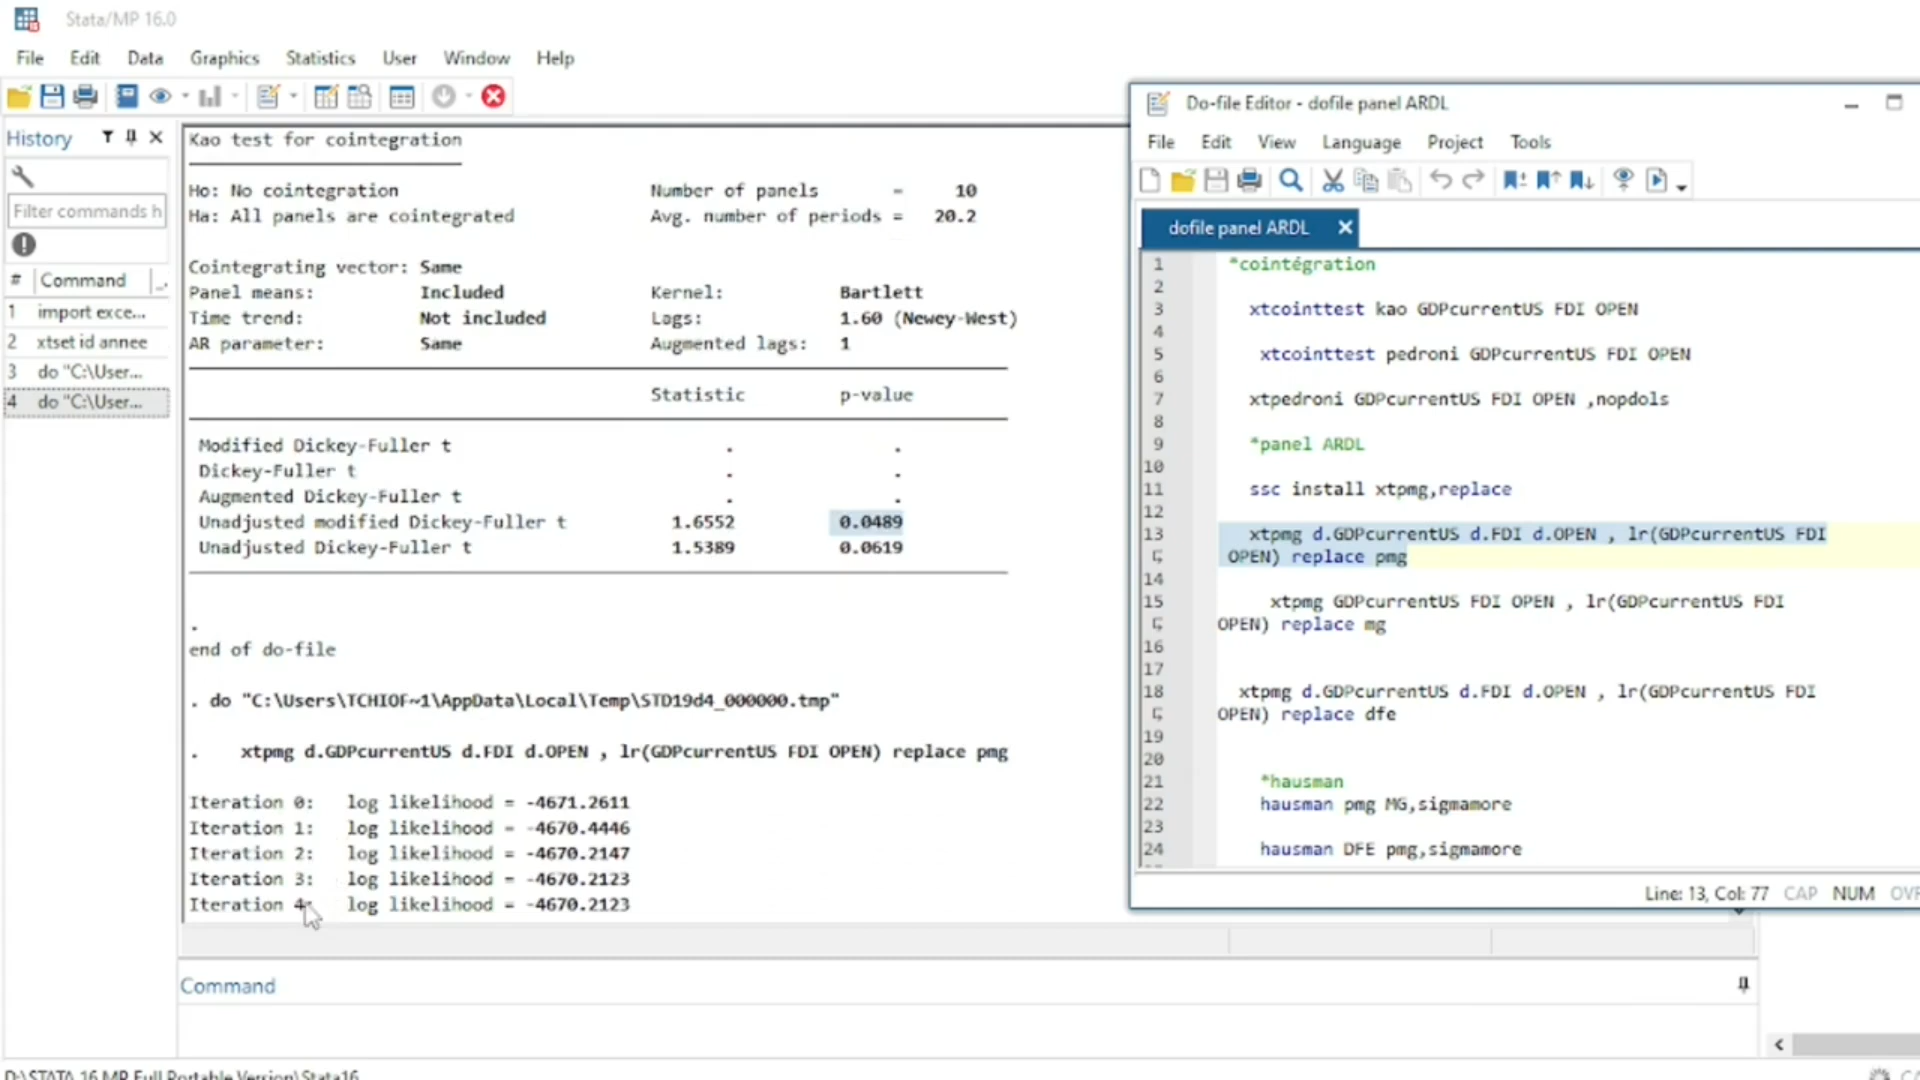 Stata/MP 16.0
File Edit Data Graphics Statistics User Window Help
History
Filter commands h
# Command
1 import exce...
2 xtset id annee
3 do "C:\User...
4 do "C:\User...
Kao test for cointegration
Ho: No cointegration Number of panels = 10
Ha: All panels are cointegrated Avg. number of periods = 20.2
Cointegrating vector: Same
Panel means: Included Kernel: Bartlett
Time trend: Not included Lags: 1.60 (Newey-West)
AR parameter: Same Augmented lags: 1
Statistic p-value
Modified Dickey-Fuller t . .
Dickey-Fuller t . .
Augmented Dickey-Fuller t . .
Unadjusted modified Dickey-Fuller t 1.6552 0.0489
Unadjusted Dickey-Fuller t 1.5389 0.0619
.
end of do-file
. do "C:\Users\TCHIOF~1\AppData\Local\Temp\STD19d4_000000.tmp"
. xtpmg d.GDPcurrentUS d.FDI d.OPEN , lr(GDPcurrentUS FDI OPEN) replace pmg
Iteration 0: log likelihood = -4671.2611
Iteration 1: log likelihood = -4670.4446
Iteration 2: log likelihood = -4670.2147
Iteration 3: log likelihood = -4670.2123
Iteration 4: log likelihood = -4670.2123
Command
D:\STATA 16 MP Full Portable Version\Stata16
Do-file Editor - dofile panel ARDL
File Edit View Language Project Tools
dofile panel ARDL
1 *cointégration
2
3 xtcointtest kao GDPcurrentUS FDI OPEN
4
5 xtcointtest pedroni GDPcurrentUS FDI OPEN
6
7 xtpedroni GDPcurrentUS FDI OPEN ,nopdols
8
9 *panel ARDL
10
11 ssc install xtpmg,replace
12
13 xtpmg d.GDPcurrentUS d.FDI d.OPEN , lr(GDPcurrentUS FDI
OPEN) replace pmg
14
15 xtpmg GDPcurrentUS FDI OPEN , lr(GDPcurrentUS FDI
OPEN) replace mg
16
17
18 xtpmg d.GDPcurrentUS d.FDI d.OPEN , lr(GDPcurrentUS FDI
OPEN) replace dfe
19
20
21 *hausman
22 hausman pmg MG,sigmamore
23
24 hausman DFE pmg,sigmamore
Line: 13, Col: 77 CAP NUM OVR